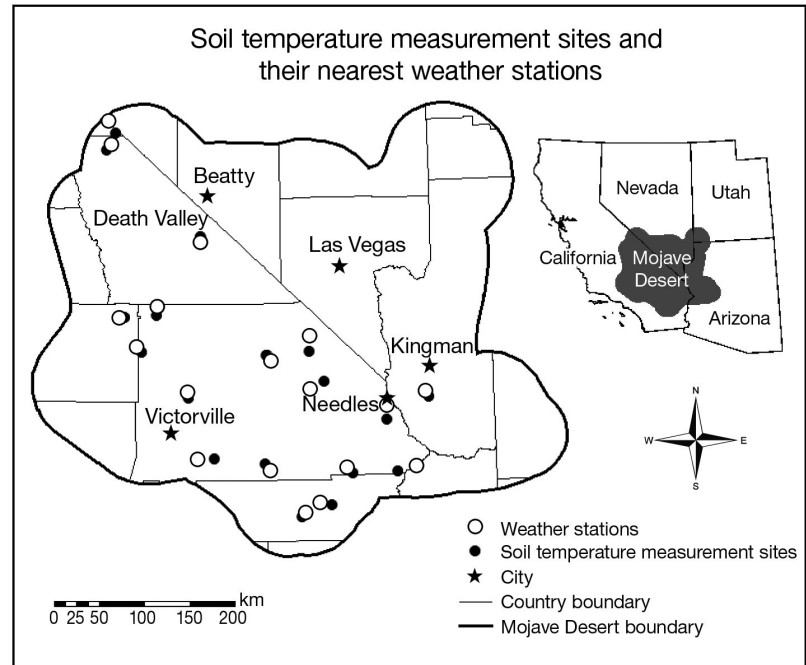 Soil temperature measurement sites and
their nearest weather stations
Beatty
Death Valley
Las Vegas
Kingman
Needles
Victorville
Nevada
Utah
California
Mojave
Desert
Arizona
N
W
E
S
Weather stations
Soil temperature measurement sites
City
Country boundary
Mojave Desert boundary
km
0 25 50 100 150 200